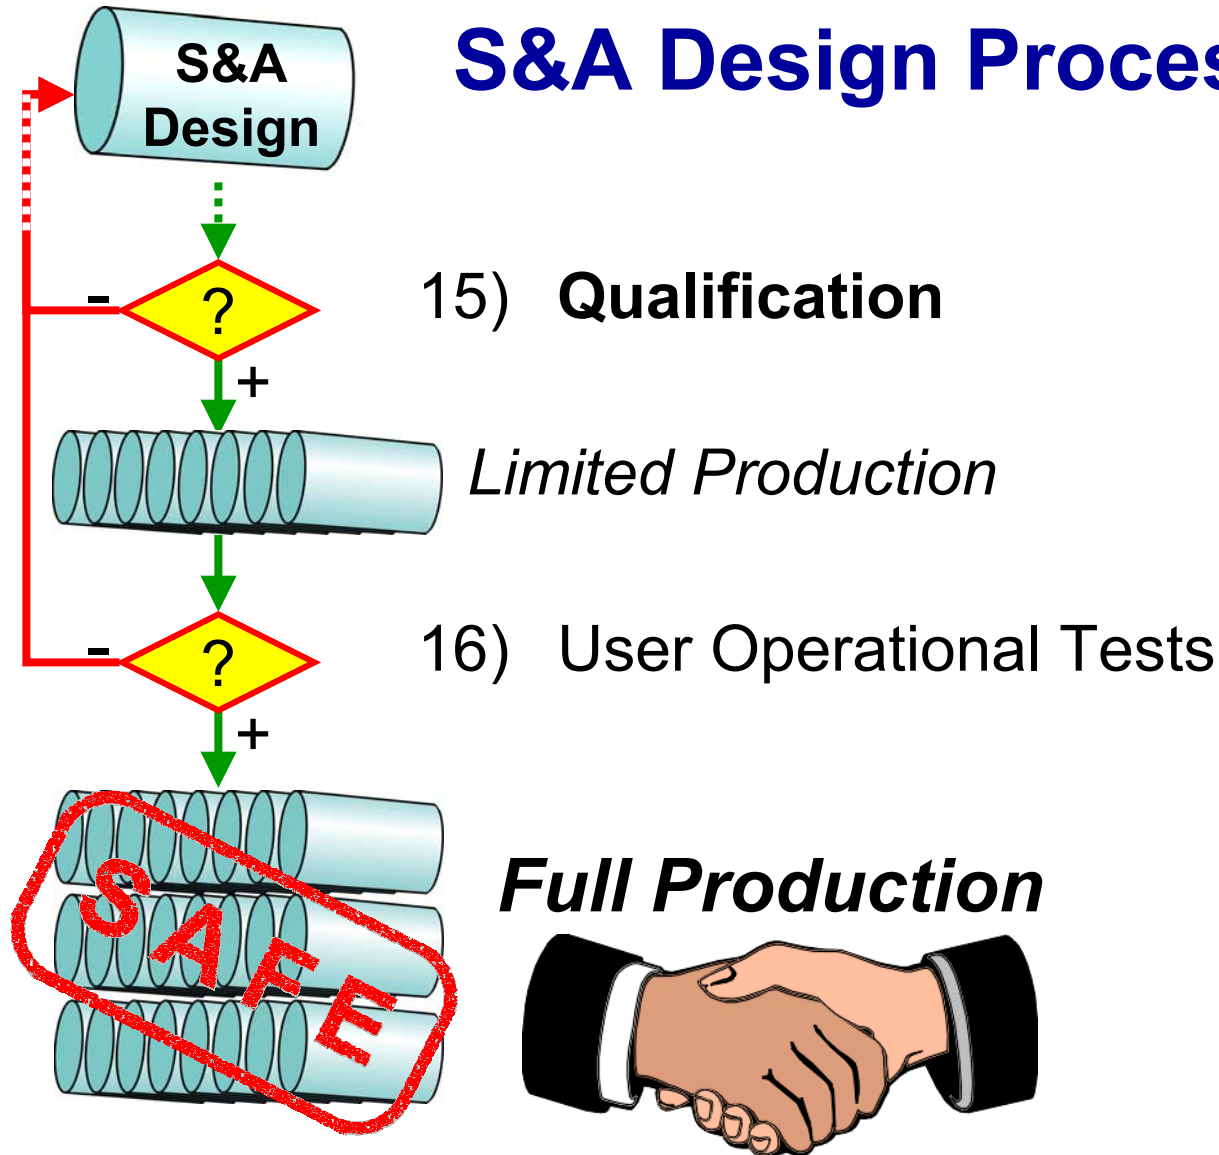 S&A Design Proces
S&A
Design
-
?
15) Qualification
+
Limited Production
-
?
16) User Operational Tests
+
SAFE
Full Production